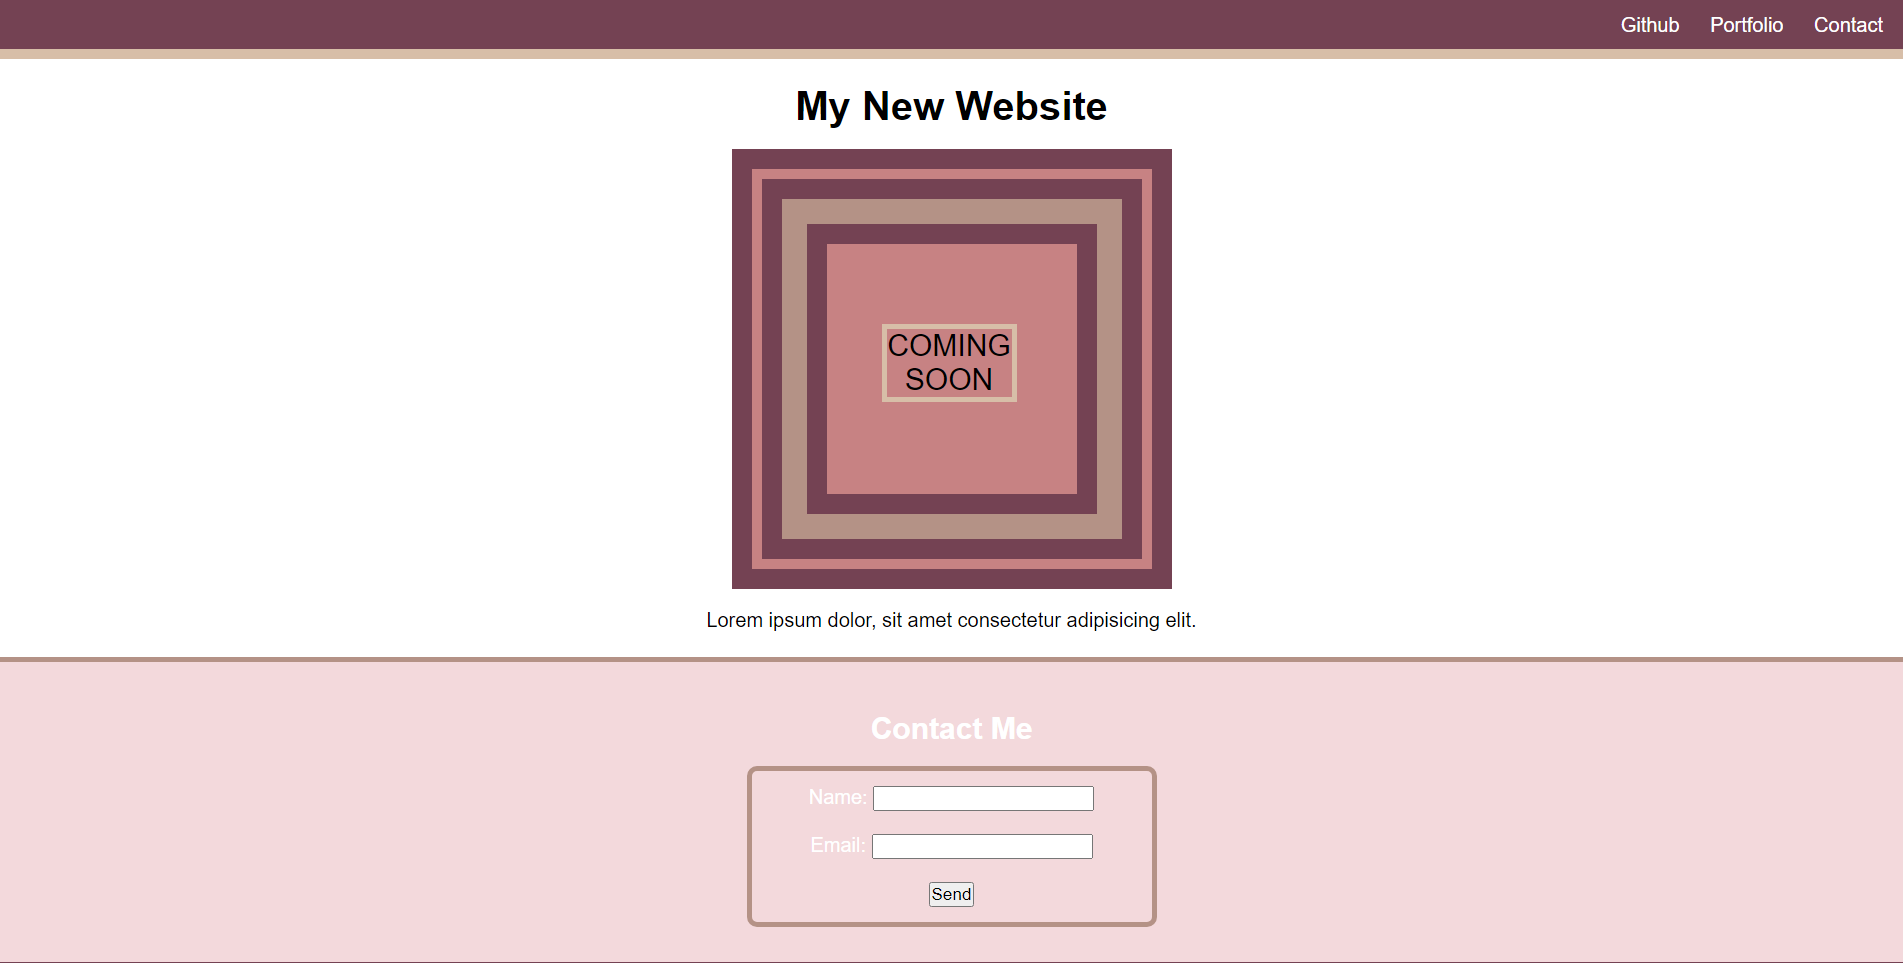 Github Portfolio Contact
My New Website
COMING
SOON
Lorem ipsum dolor, sit amet consectetur adipisicing elit.
Contact Me
Name:
Email:
Send